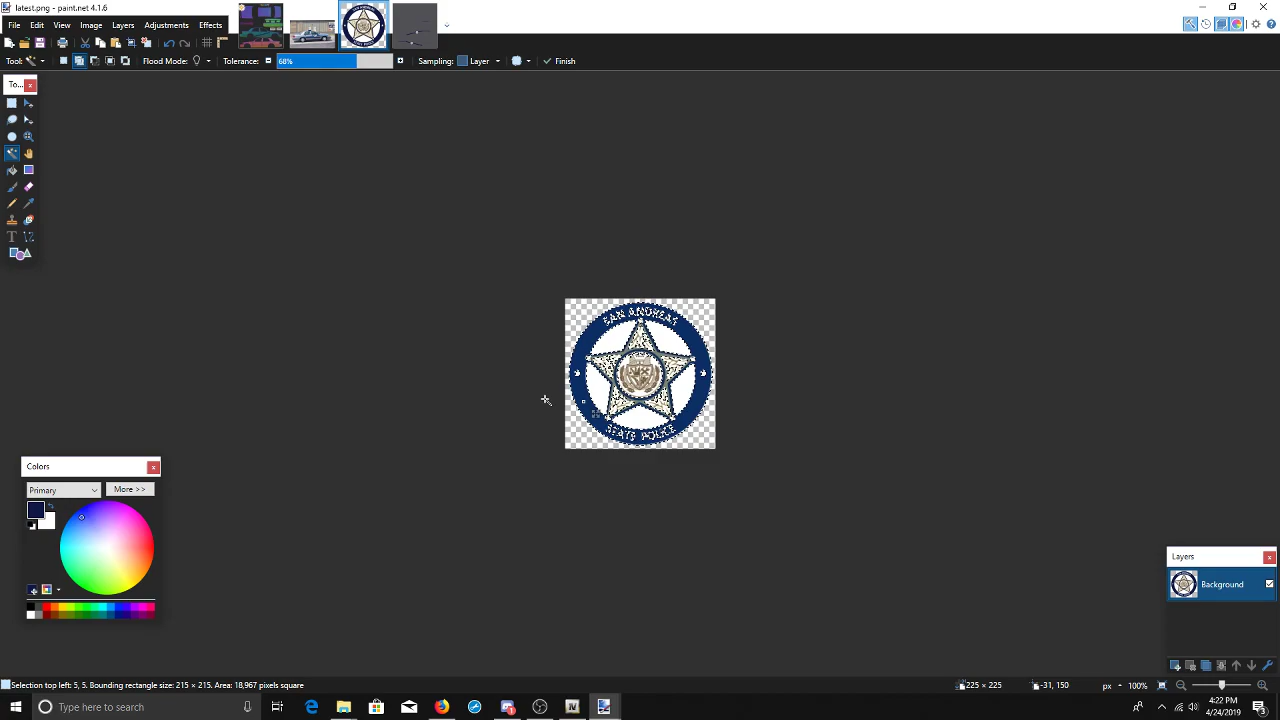 latest.png - paint.net 4.1.6
File Edit View Image Layers Adjustments Effects
Tool Flood Mode: Tolerance: 68% Sampling: Layer Finish
To...
SAN ANDREAS
STATE POLICE
Colors
Primary More >>
Layers
Background
Selection top left: 5, 5. Bounding rectangle size: 215 × 215. Area: 18,967 pixels square
225 × 225 -31, 150 px 100%
Type here to search
4:22 PM
4/24/2019